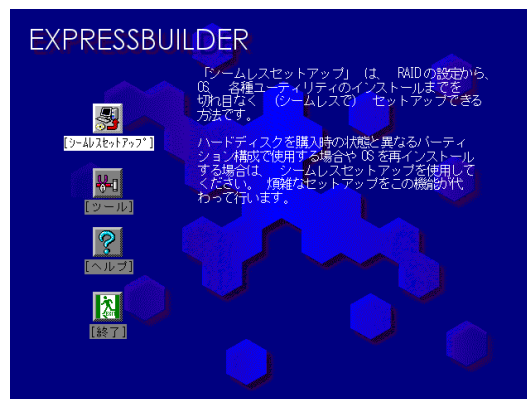 EXPRESSBUILDER
「シームレスセットアップ」 は、 RAIDの設定から、
OS、 各種ユーティリティのインストールまでを
切れ目なく (シームレスで) セットアップできる
方法です。
ハードディスクを購入時の状態と異なるパーティ
ション構成で使用する場合や OS を再インストール
する場合は、 シームレスセットアップを使用して
ください。 煩雑なセットアップをこの機能が代
わって行います。
[シームレスセットアップ]
[ツール]
[ヘルプ]
[終了]